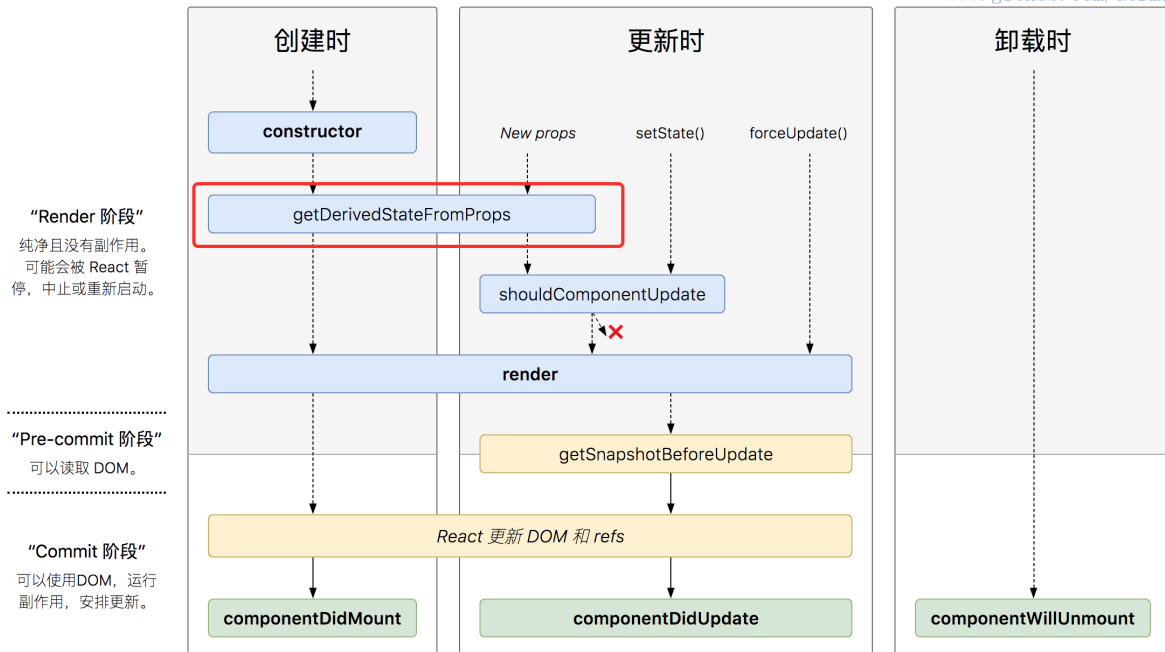 创建时
更新时
卸载时
constructor
New props
setState()
forceUpdate()
“Render 阶段”
纯净且没有副作用。
可能会被 React 暂
停，中止或重新启动。
getDerivedStateFromProps
shouldComponentUpdate
render
“Pre-commit 阶段”
可以读取 DOM。
getSnapshotBeforeUpdate
“Commit 阶段”
可以使用DOM，运行
副作用，安排更新。
React 更新 DOM 和 refs
componentDidMount
componentDidUpdate
componentWillUnmount